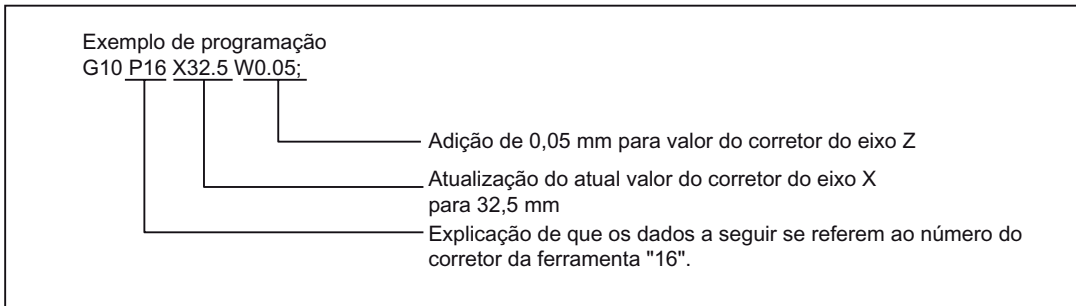 Exemplo de programação
G10 P16 X32.5 W0.05;
Adição de 0,05 mm para valor do corretor do eixo Z
Atualização do atual valor do corretor do eixo X
para 32,5 mm
Explicação de que os dados a seguir se referem ao número do
corretor da ferramenta "16".